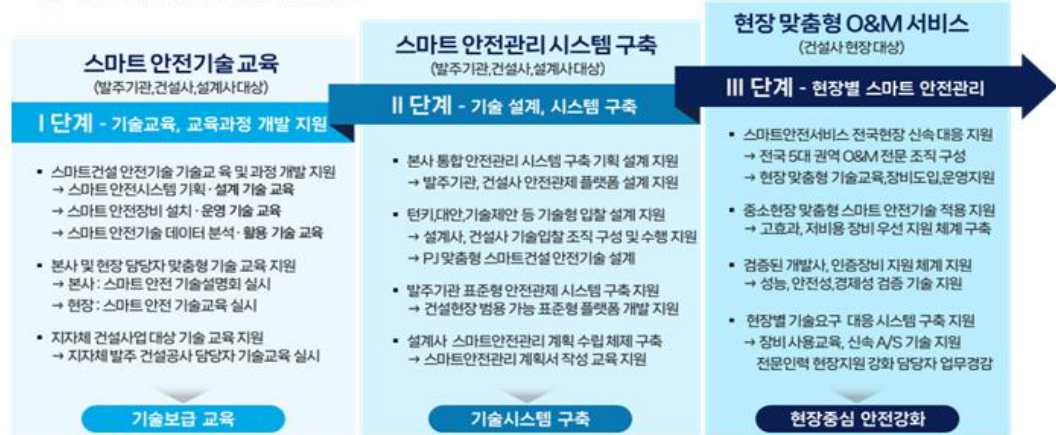 스마트 안전기술 교육
(발주기관,건설사,설계사대상)
I 단계 - 기술교육, 교육과정 개발 지원
▪ 스마트건설 안전기술 기술교 육 및 과정 개발 지원
→ 스마트 안전시스템 기획·설계 기술 교육
→ 스마트 안전장비 설치·운영 기술 교육
→ 스마트 안전기술 데이터 분석·활용 기술 교육
▪ 본사 및 현장 담당자 맞춤형 기술 교육 지원
→ 본사 : 스마트 안전 기술설명회 실시
→ 현장 : 스마트 안전 기술교육 실시
▪ 지자체 건설사업 대상 기술 교육 지원
→ 지자체 발주 건설공사 담당자 기술교육 실시
기술보급 교육
스마트 안전관리 시스템 구축
(발주기관,건설사,설계사대상)
II 단계 - 기술 설계, 시스템 구축
▪ 본사 통합 안전관리 시스템 구축 기획 설계 지원
→ 발주기관, 건설사 안전관제 플랫폼 설계 지원
▪ 턴키,대안,기술제안 등 기술형 입찰 설계 지원
→ 설계사, 건설사 기술입찰 조직 구성 및 수행 지원
→ PJ 맞춤형 스마트건설 안전기술 설계
▪ 발주기관 표준형 안전관제 시스템 구축 지원
→ 건설현장 범용 가능 표준형 플랫폼 개발 지원
▪ 설계사 스마트안전관리 계획 수립 체제 구축
→ 스마트안전관리 계획서 작성 교육 지원
기술시스템 구축
현장 맞춤형 O&M 서비스
(건설사 현장 대상)
III 단계 - 현장별 스마트 안전관리
▪ 스마트안전서비스 전국현장 신속 대응 지원
→ 전국 5대 권역 O&M 전문 조직 구성
→ 현장 맞춤형 기술교육,장비도입,운영지원
▪ 중소현장 맞춤형 스마트 안전기술 적용 지원
→ 고효과, 저비용 장비 우선 지원 체계 구축
▪ 검증된 개발사, 인증장비 지원 체계 지원
→ 성능, 안전성,경제성 검증 기술 지원
▪ 현장별 기술요구 대응 시스템 구축 지원
→ 장비 사용교육, 신속 A/S 기술 지원
전문인력 현장지원 강화 담당자 업무경감
현장중심 안전강화